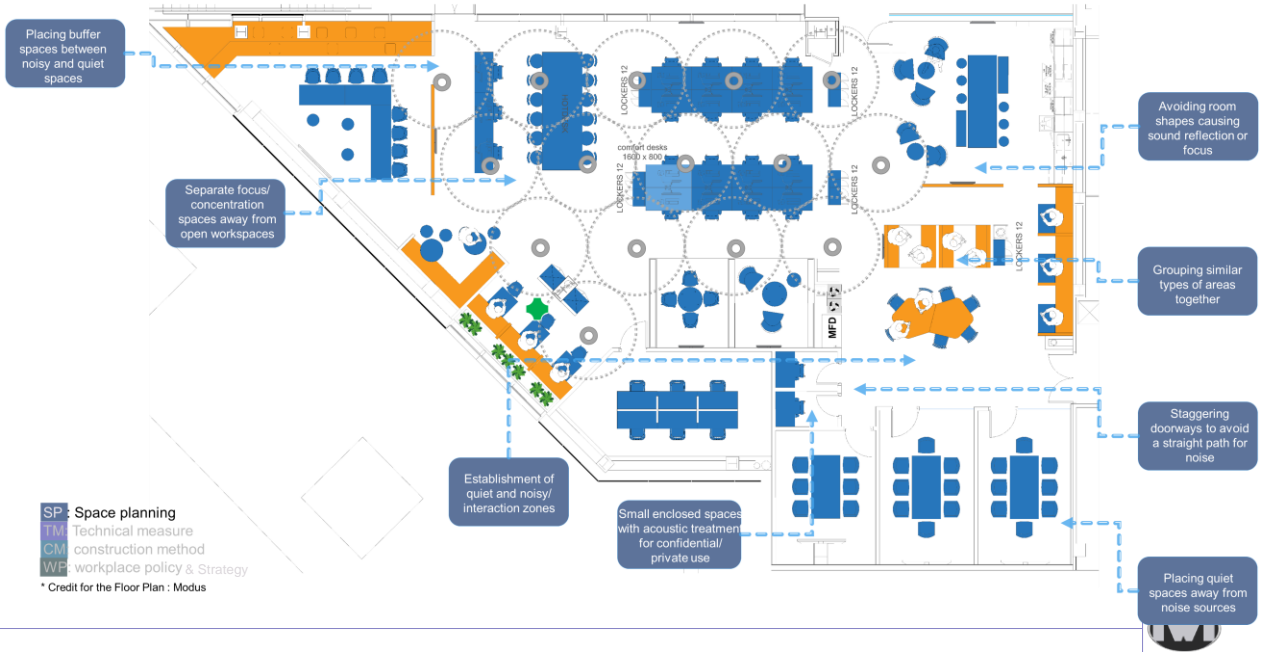 Placing buffer
spaces between
noisy and quiet
spaces
Separate focus/
concentration
spaces away from
open workspaces
LOCKERS 12
LOCKERS 12
comfort desks
1600 x 800
LOCKERS 12
LOCKERS 12
LOCKERS 12
MFD
Avoiding room
shapes causing
sound reflection or
focus
Grouping similar
types of areas
together
Staggering
doorways to avoid
a straight path for
noise
Establishment of
quiet and noisy/
interaction zones
Small enclosed spaces
with acoustic treatment
for confidential/
private use
Placing quiet
spaces away from
noise sources
SP : Space planning
TM: Technical measure
CM construction method
WP: workplace policy & Strategy
* Credit for the Floor Plan : Modus